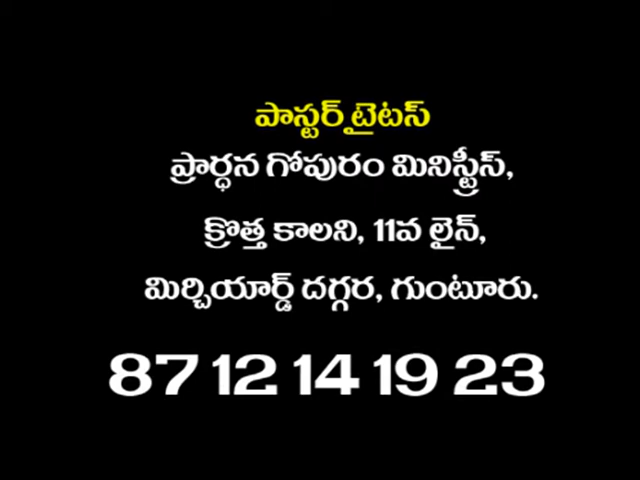 పాస్టర్ టైటస్
ప్రార్ధన గోపురం మినిస్ట్రీస్,
క్రొత్త కాలని, 11వ లైన్,
మిర్చియార్డ్ దగ్గర, గుంటూరు.
87 12 14 19 23